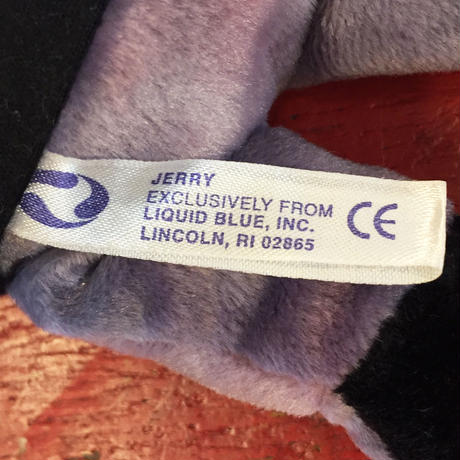 JERRY
EXCLUSIVELY FROM
LIQUID BLUE, INC.
LINCOLN, RI 02865
CE